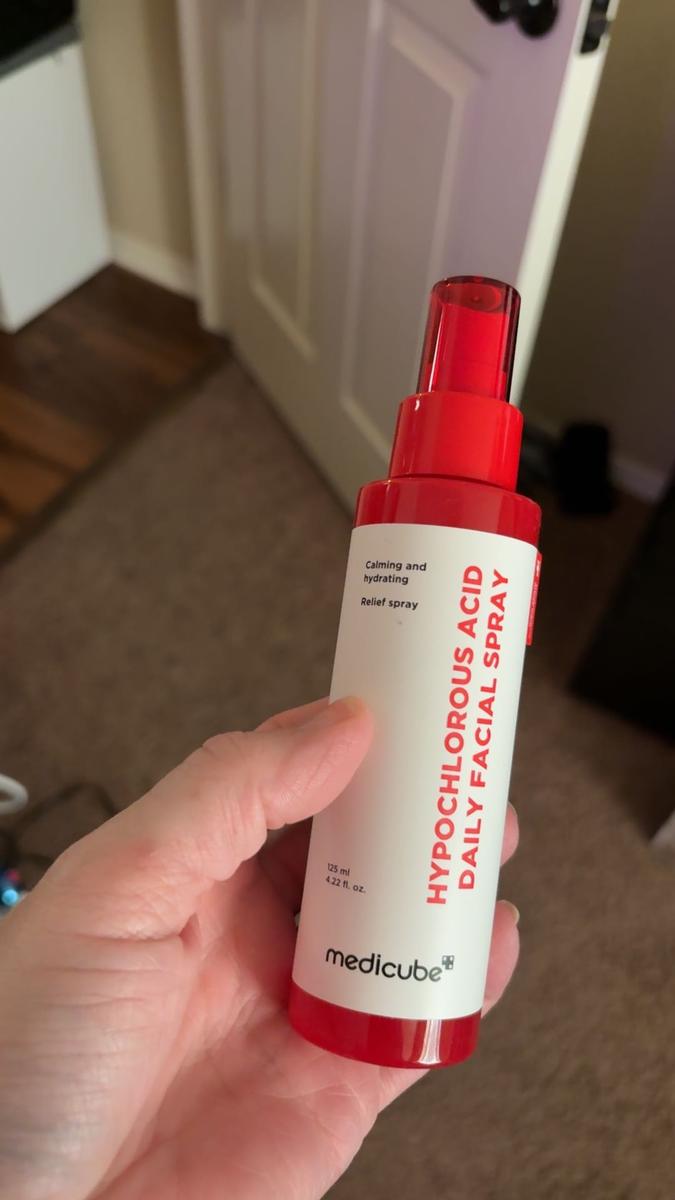 Calming and
hydrating
Relief spray
HYPOCHLOROUS ACID
DAILY FACIAL SPRAY
125 ml
4.22 fl. oz.
medicube